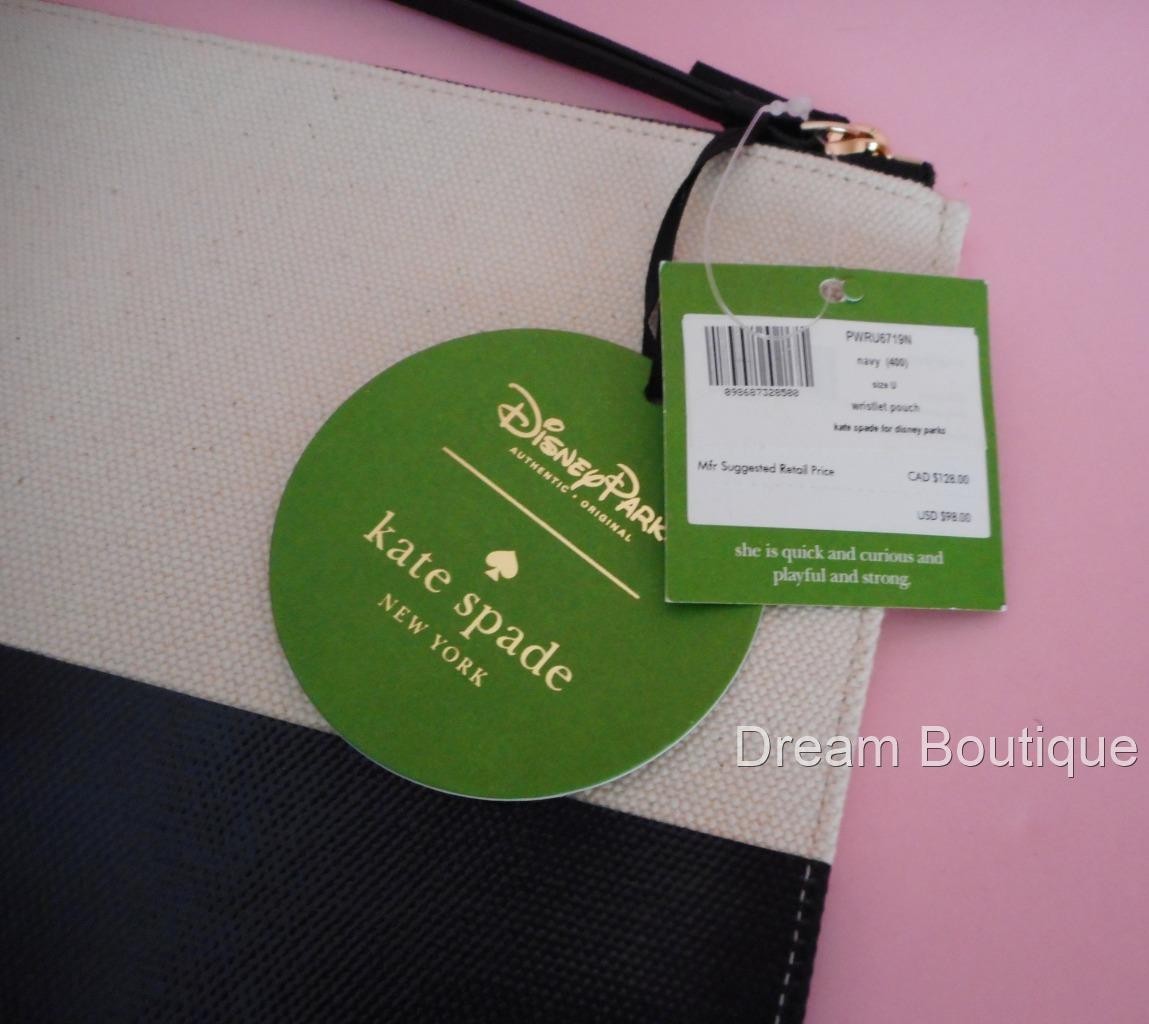 Disney Park
AUTHENTIC • ORIGINAL
kate spade
NEW YORK
PWRU6719N
navy (400)
size U
wristlet pouch
kate spade for disney parks
Mfr Suggested Retail Price CAD $128.00
USD $98.00
she is quick and curious and
playful and strong.
Dream Boutique